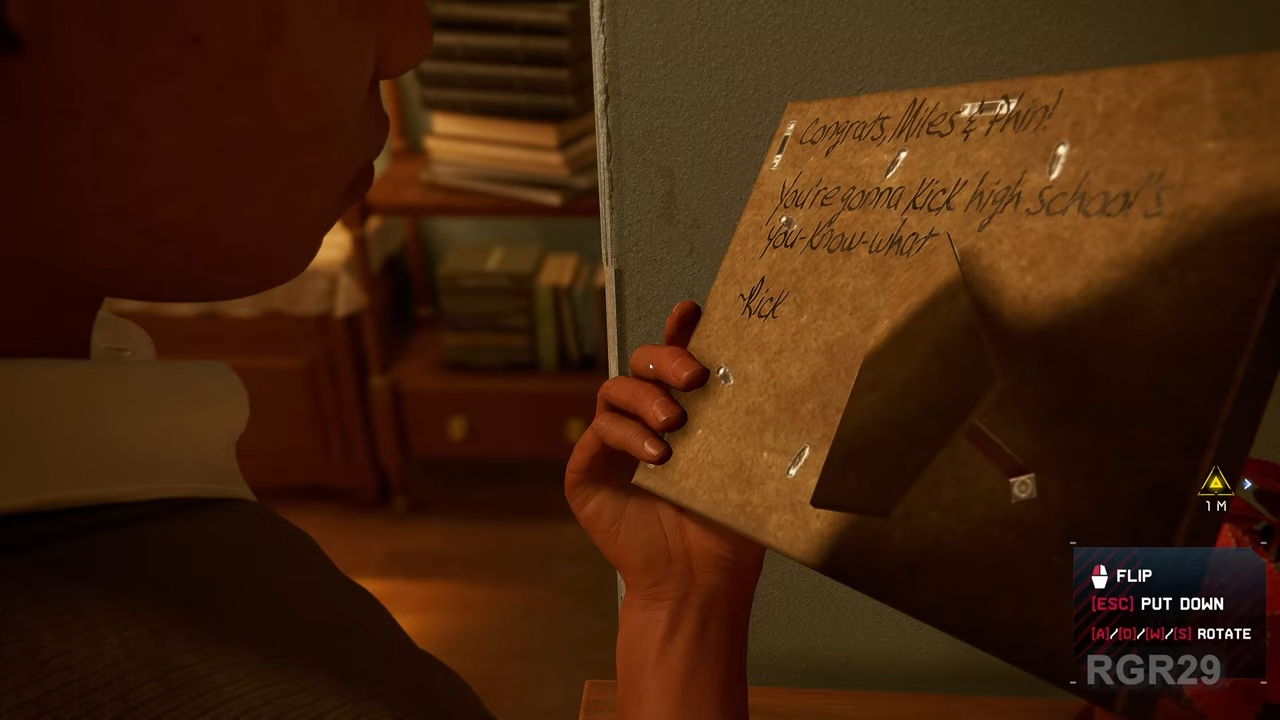 Congrats, Miles & Phin!
You're gonna kick high school's
you-know-what
~Rick
1 M
FLIP
[ESC] PUT DOWN
[A]/[D]/[W]/[S] ROTATE
RGR29